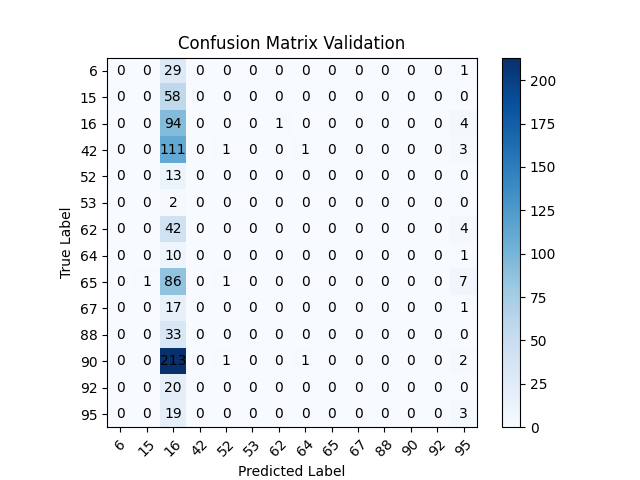 Confusion Matrix Validation
6 0 0 29 0 0 0 0 0 0 0 0 0 0 1
15 0 0 58 0 0 0 0 0 0 0 0 0 0 0
16 0 0 94 0 0 0 1 0 0 0 0 0 0 4
42 0 0 111 0 1 0 0 1 0 0 0 0 0 3
52 0 0 13 0 0 0 0 0 0 0 0 0 0 0
53 0 0 2 0 0 0 0 0 0 0 0 0 0 0
62 0 0 42 0 0 0 0 0 0 0 0 0 0 4
64 0 0 10 0 0 0 0 0 0 0 0 0 0 1
65 0 1 86 0 1 0 0 0 0 0 0 0 0 7
67 0 0 17 0 0 0 0 0 0 0 0 0 0 1
88 0 0 33 0 0 0 0 0 0 0 0 0 0 0
90 0 0 213 0 1 0 0 1 0 0 0 0 0 2
92 0 0 20 0 0 0 0 0 0 0 0 0 0 0
95 0 0 19 0 0 0 0 0 0 0 0 0 0 3
6 15 16 42 52 53 62 64 65 67 88 90 92 95
Predicted Label
True Label
200
175
150
125
100
75
50
25
0